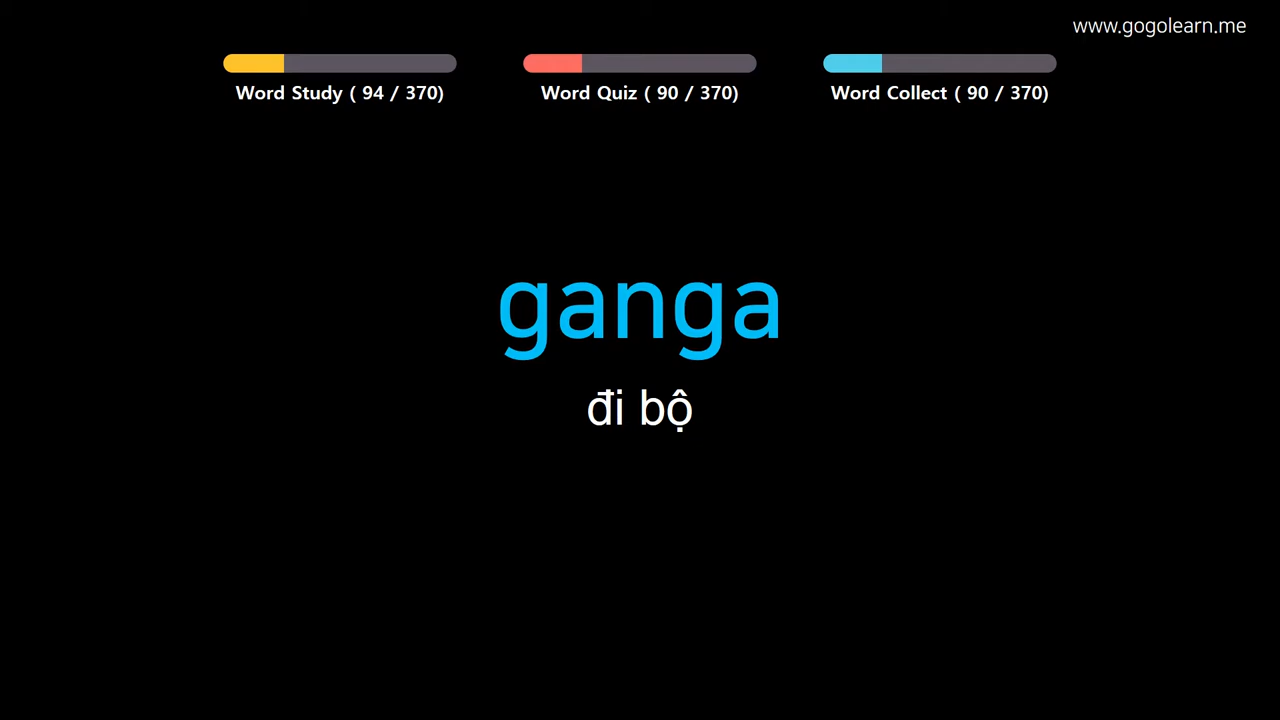 www.gogolearn.me
Word Study ( 94 / 370)
Word Quiz ( 90 / 370)
Word Collect ( 90 / 370)
ganga
đi bộ